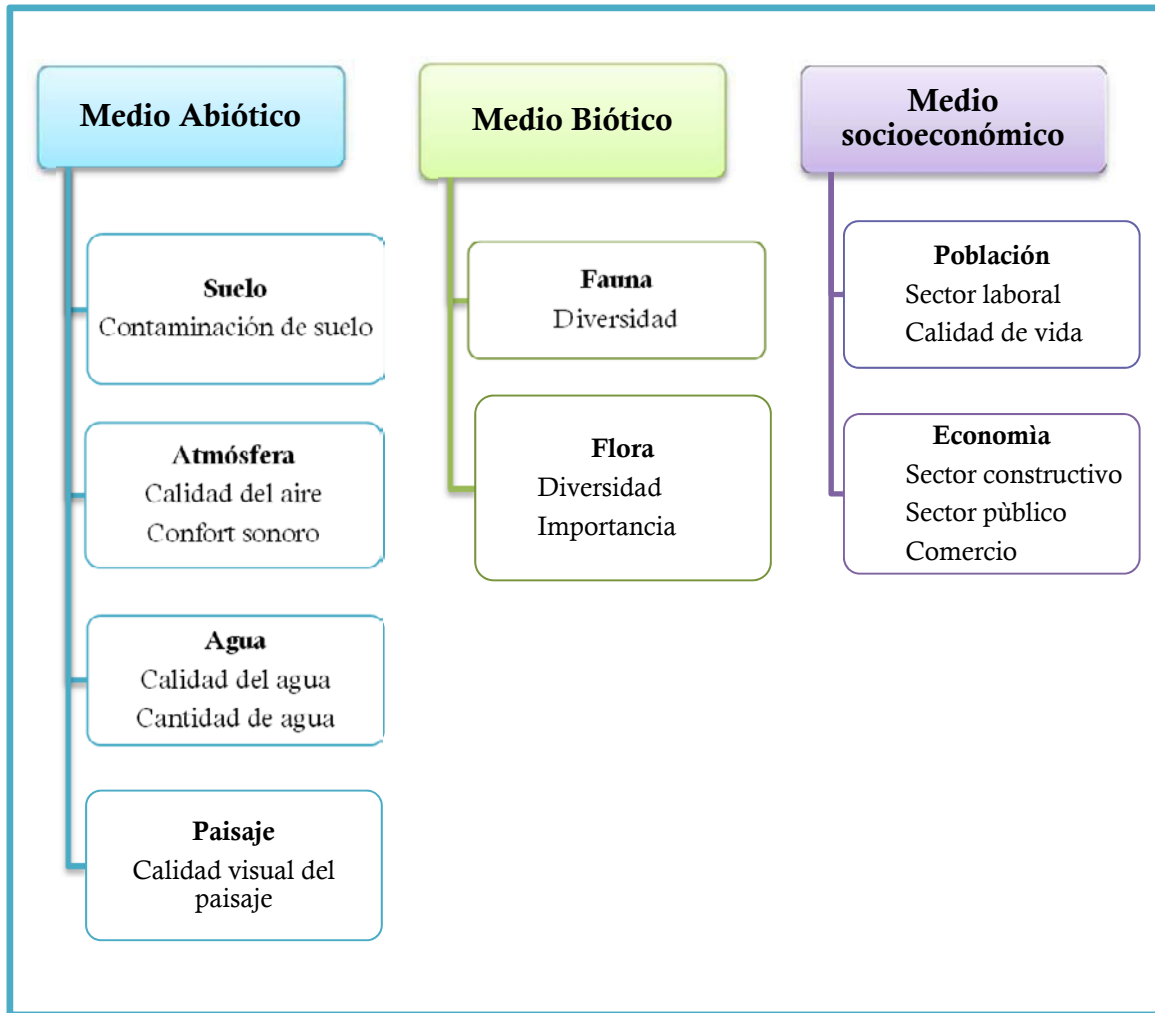 Medio Abiótico
Suelo
Contaminación de suelo
Atmósfera
Calidad del aire
Confort sonoro
Agua
Calidad del agua
Cantidad de agua
Paisaje
Calidad visual del
paisaje
Medio Biótico
Fauna
Diversidad
Flora
Diversidad
Importancia
Medio
socioeconómico
Población
Sector laboral
Calidad de vida
Economìa
Sector constructivo
Sector pùblico
Comercio